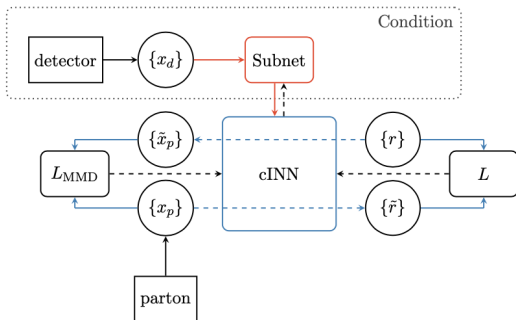 Condition
detector
{x_d}
Subnet
{x̃_p}
{r}
L_MMD
cINN
L
{x_p}
{r̃}
parton